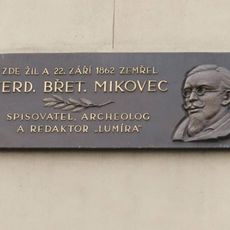 ZDE ŽIL A 22. ZÁŘÍ 1862 ZEMŘEL
FERD. BŘET. MIKOVEC
SPISOVATEL, ARCHEOLOG
A REDAKTOR „LUMÍRA"